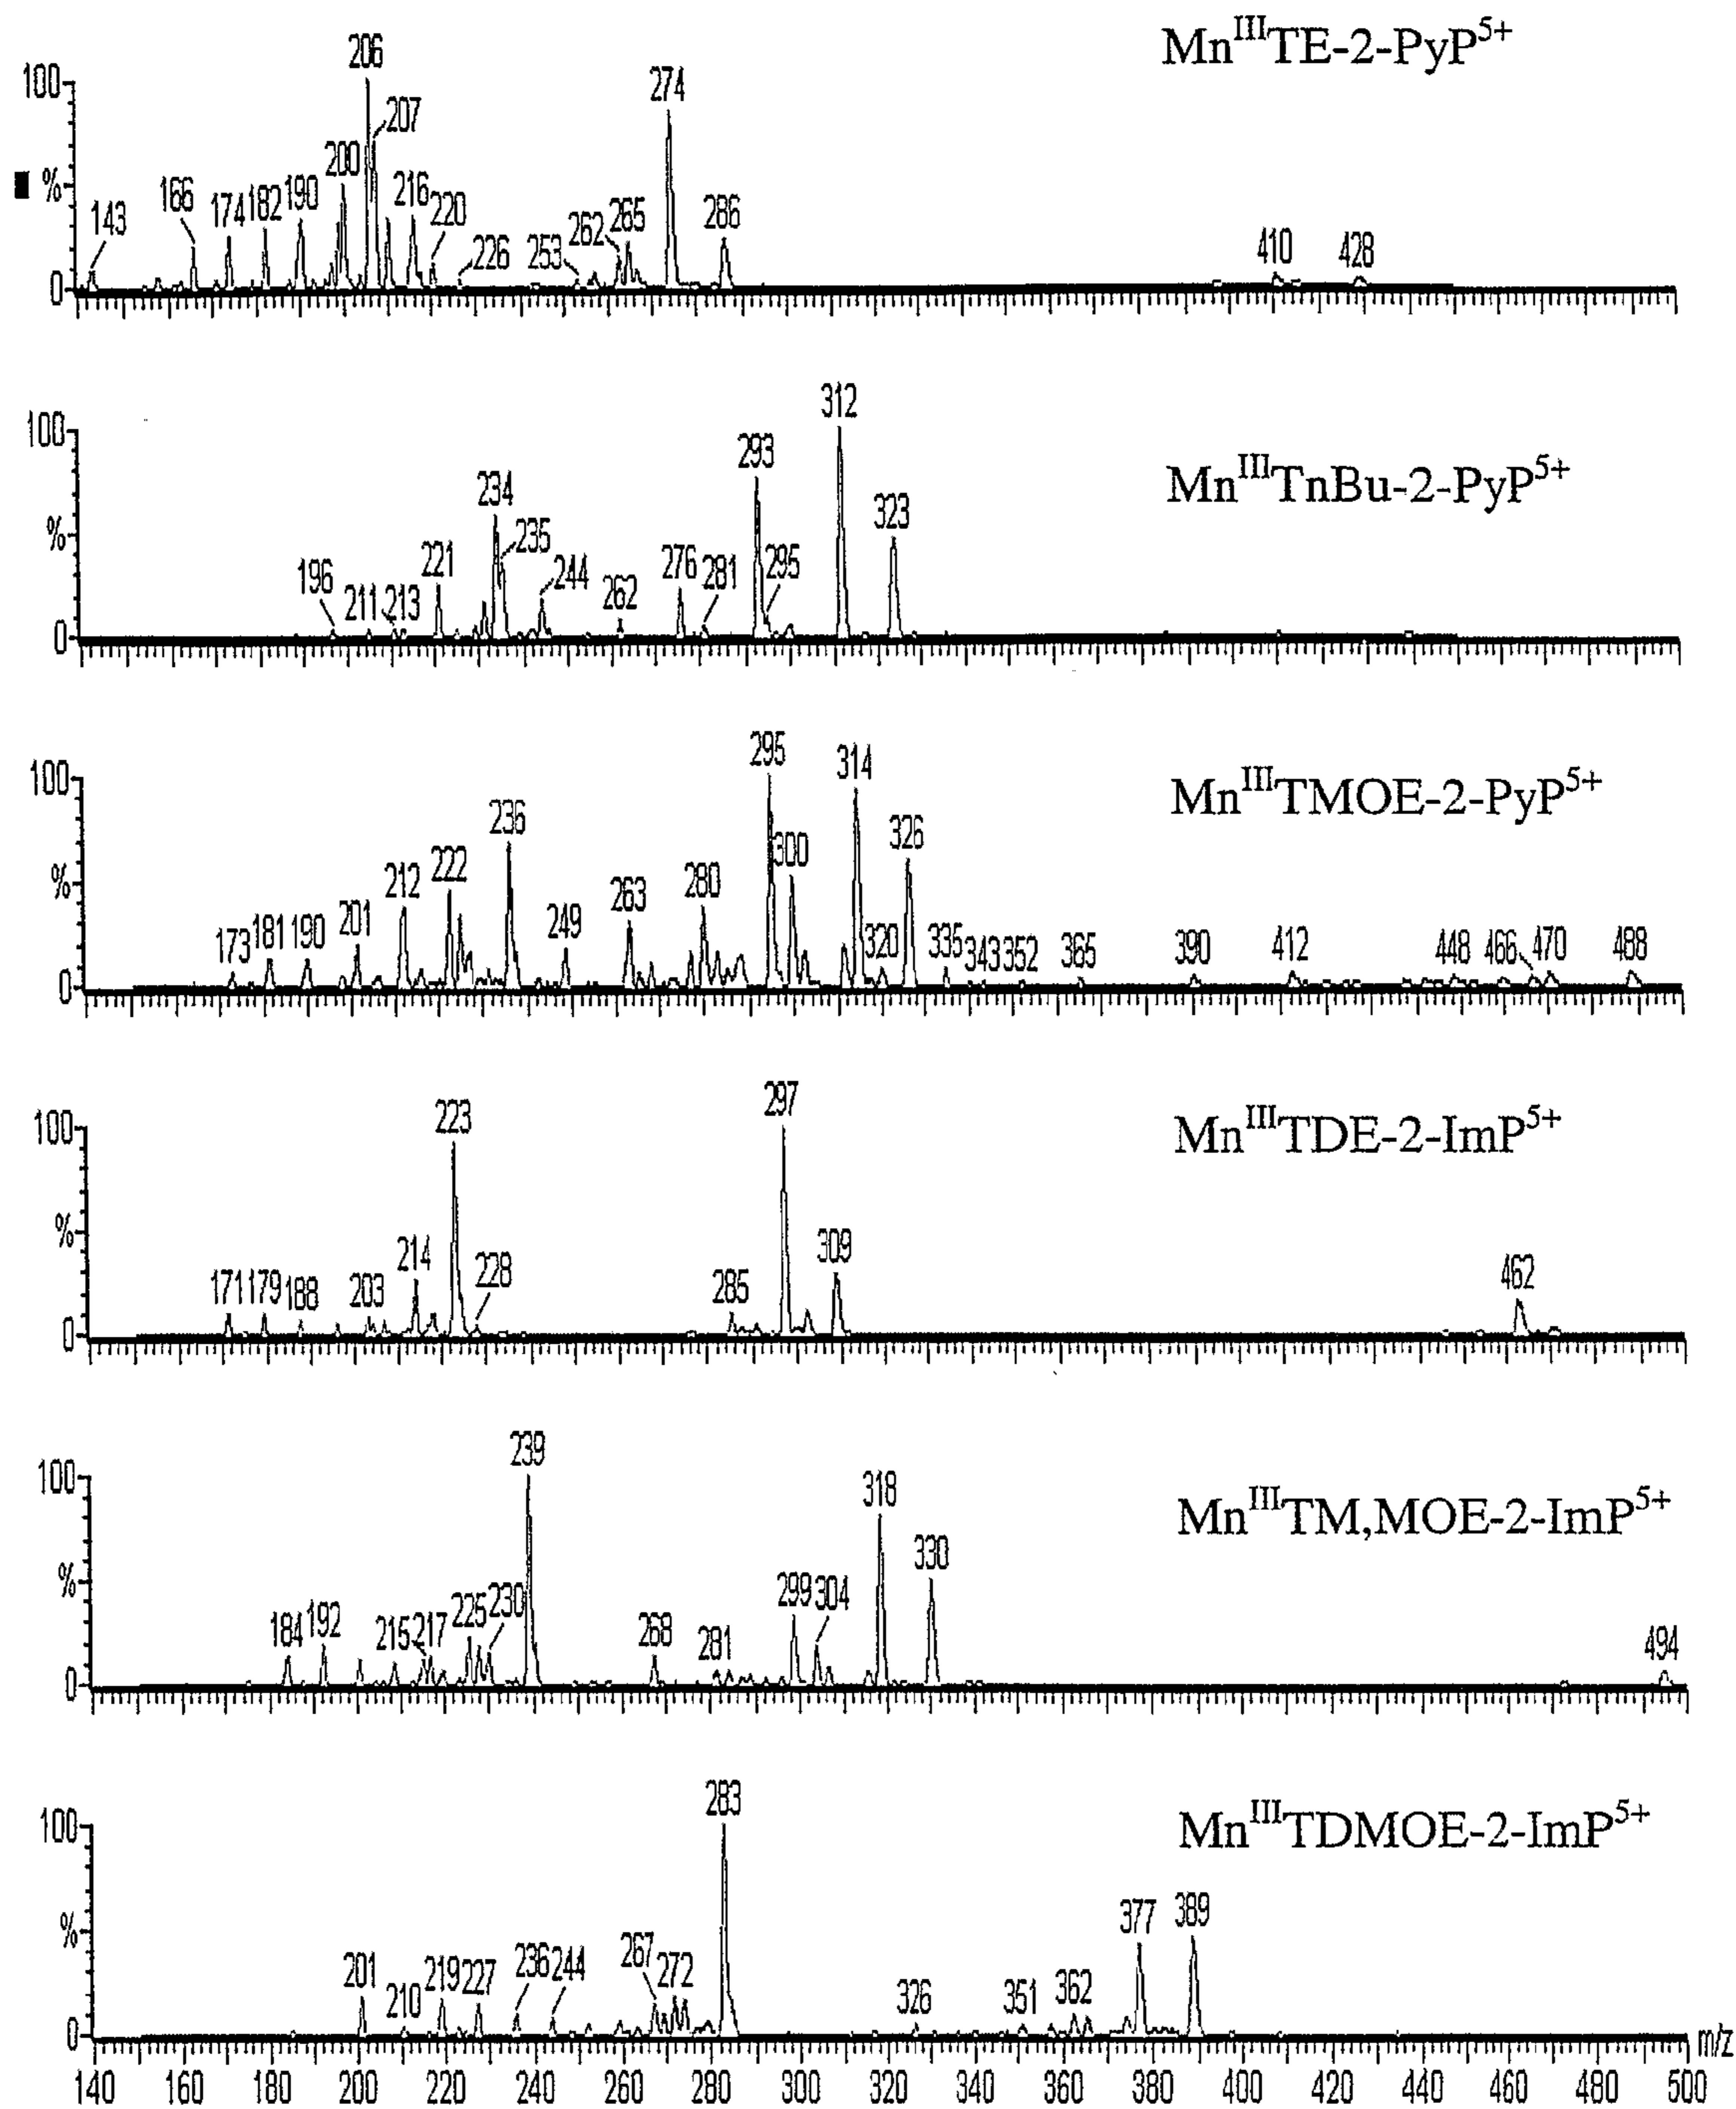 Mn^III TE-2-PyP^5+
206
100
274
207
200
% 166 174 182 190 216 220 262 265 286
143 226 253 410 428
0
312
100
293
Mn^III TnBu-2-PyP^5+
234 323
% 235
221 276
196 211 213 244 262 281 295
0
295
100 314
Mn^III TMOE-2-PyP^5+
236 326
222 300
% 212 280
173 181 190 201 249 263 320 335 343 352 365 390 412 448 466 470 488
0
297
100 223
Mn^III TDE-2-ImP^5+
%
214 309
171 179 188 203 228 285 462
0
239
100 318
Mn^III TM,MOE-2-ImP^5+
330
% 299 304
184 192 215 217 225 230 268 281 494
0
283
100
Mn^III TDMOE-2-ImP^5+
377 389
%
201 210 219 227 236 244 267 272 326 351 362
0 m/z
140 160 180 200 220 240 260 280 300 320 340 360 380 400 420 440 460 480 500